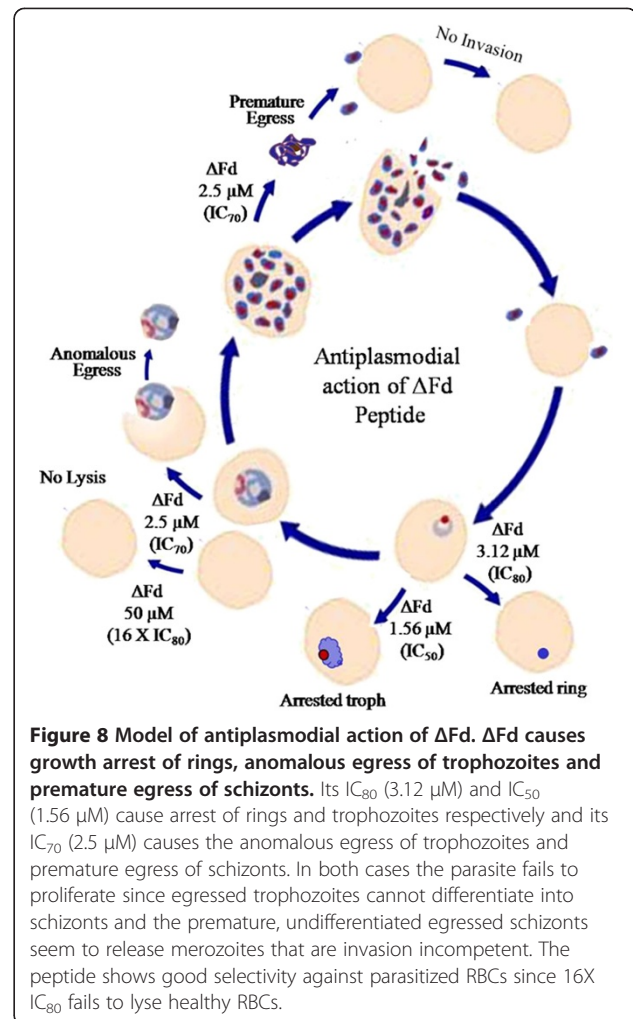 No Invasion
Premature
Egress
ΔFd
2.5 µM
(IC70)
Anomalous
Egress
Antiplasmodial
action of ΔFd
Peptide
No Lysis
ΔFd
2.5 µM
(IC70)
ΔFd
50 µM
(16 X IC80)
ΔFd
3.12 µM
(IC80)
ΔFd
1.56 µM
(IC50)
Arrested troph
Arrested ring
Figure 8 Model of antiplasmodial action of ΔFd. ΔFd causes
growth arrest of rings, anomalous egress of trophozoites and
premature egress of schizonts. Its IC80 (3.12 µM) and IC50
(1.56 µM) cause arrest of rings and trophozoites respectively and its
IC70 (2.5 µM) causes the anomalous egress of trophozoites and
premature egress of schizonts. In both cases the parasite fails to
proliferate since egressed trophozoites cannot differentiate into
schizonts and the premature, undifferentiated egressed schizonts
seem to release merozoites that are invasion incompetent. The
peptide shows good selectivity against parasitized RBCs since 16X
IC80 fails to lyse healthy RBCs.